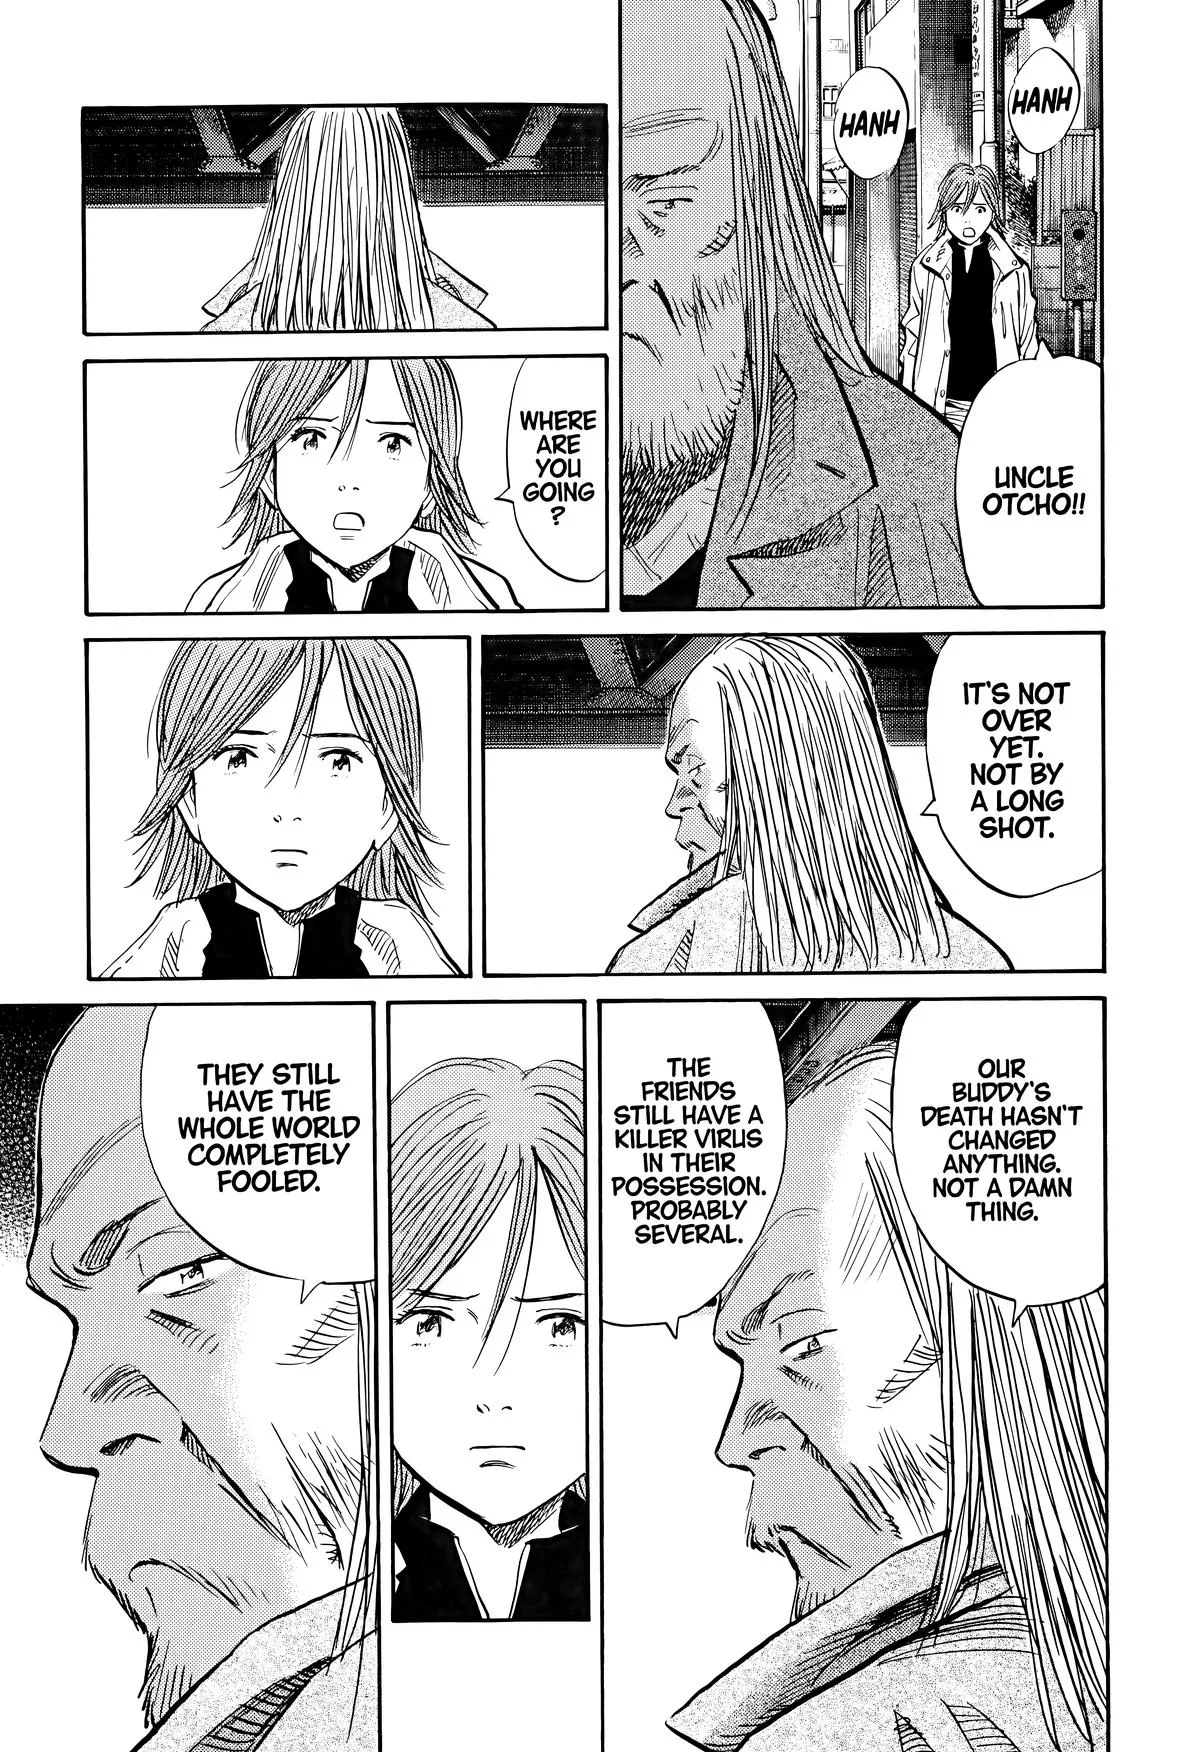 HANH
HANH
UNCLE
OTCHO!!
WHERE
ARE
YOU
GOING
?
IT'S NOT
OVER
YET.
NOT BY
A LONG
SHOT.
OUR
BUDDY'S
DEATH HASN'T
CHANGED
ANYTHING.
NOT A DAMN
THING.
THE
FRIENDS
STILL HAVE A
KILLER VIRUS
IN THEIR
POSSESSION.
PROBABLY
SEVERAL.
THEY STILL
HAVE THE
WHOLE WORLD
COMPLETELY
FOOLED.